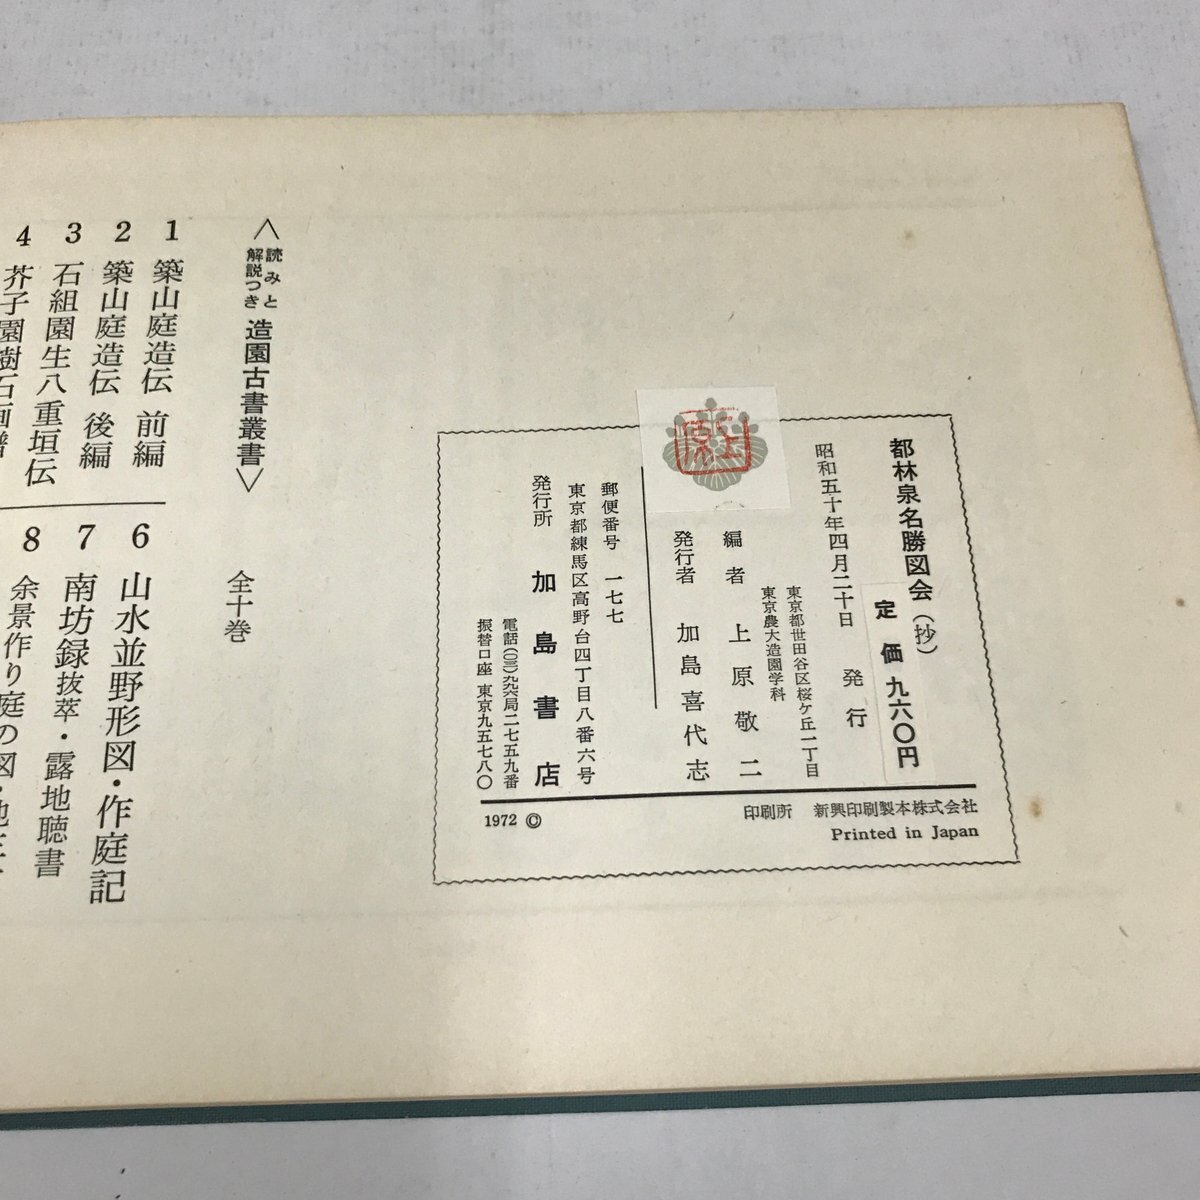 都林泉名勝図会(抄)
定価 九六〇円
昭和五十年四月二十日 発行
東京都世田谷区桜ケ丘一丁目
東京農大造園学科
編者 上原敬二
発行者 加島喜代志
郵便番号 一七七
東京都練馬区高野台四丁目八番六号
発行所 加島書店
電話(〇三)九九六局二七五九番
振替口座 東京九五七八〇
印刷所 新興印刷製本株式会社
Printed in Japan
1972 ©
上原
〈読みと解説つき 造園古書叢書〉 全十巻
1 築山庭造伝 前編
2 築山庭造伝 後編
3 石組園生八重垣伝
4 芥子園樹石画譜
6 山水並野形図・作庭記
7 南坊録抜萃・露地聴書
8 余景作り庭の図・